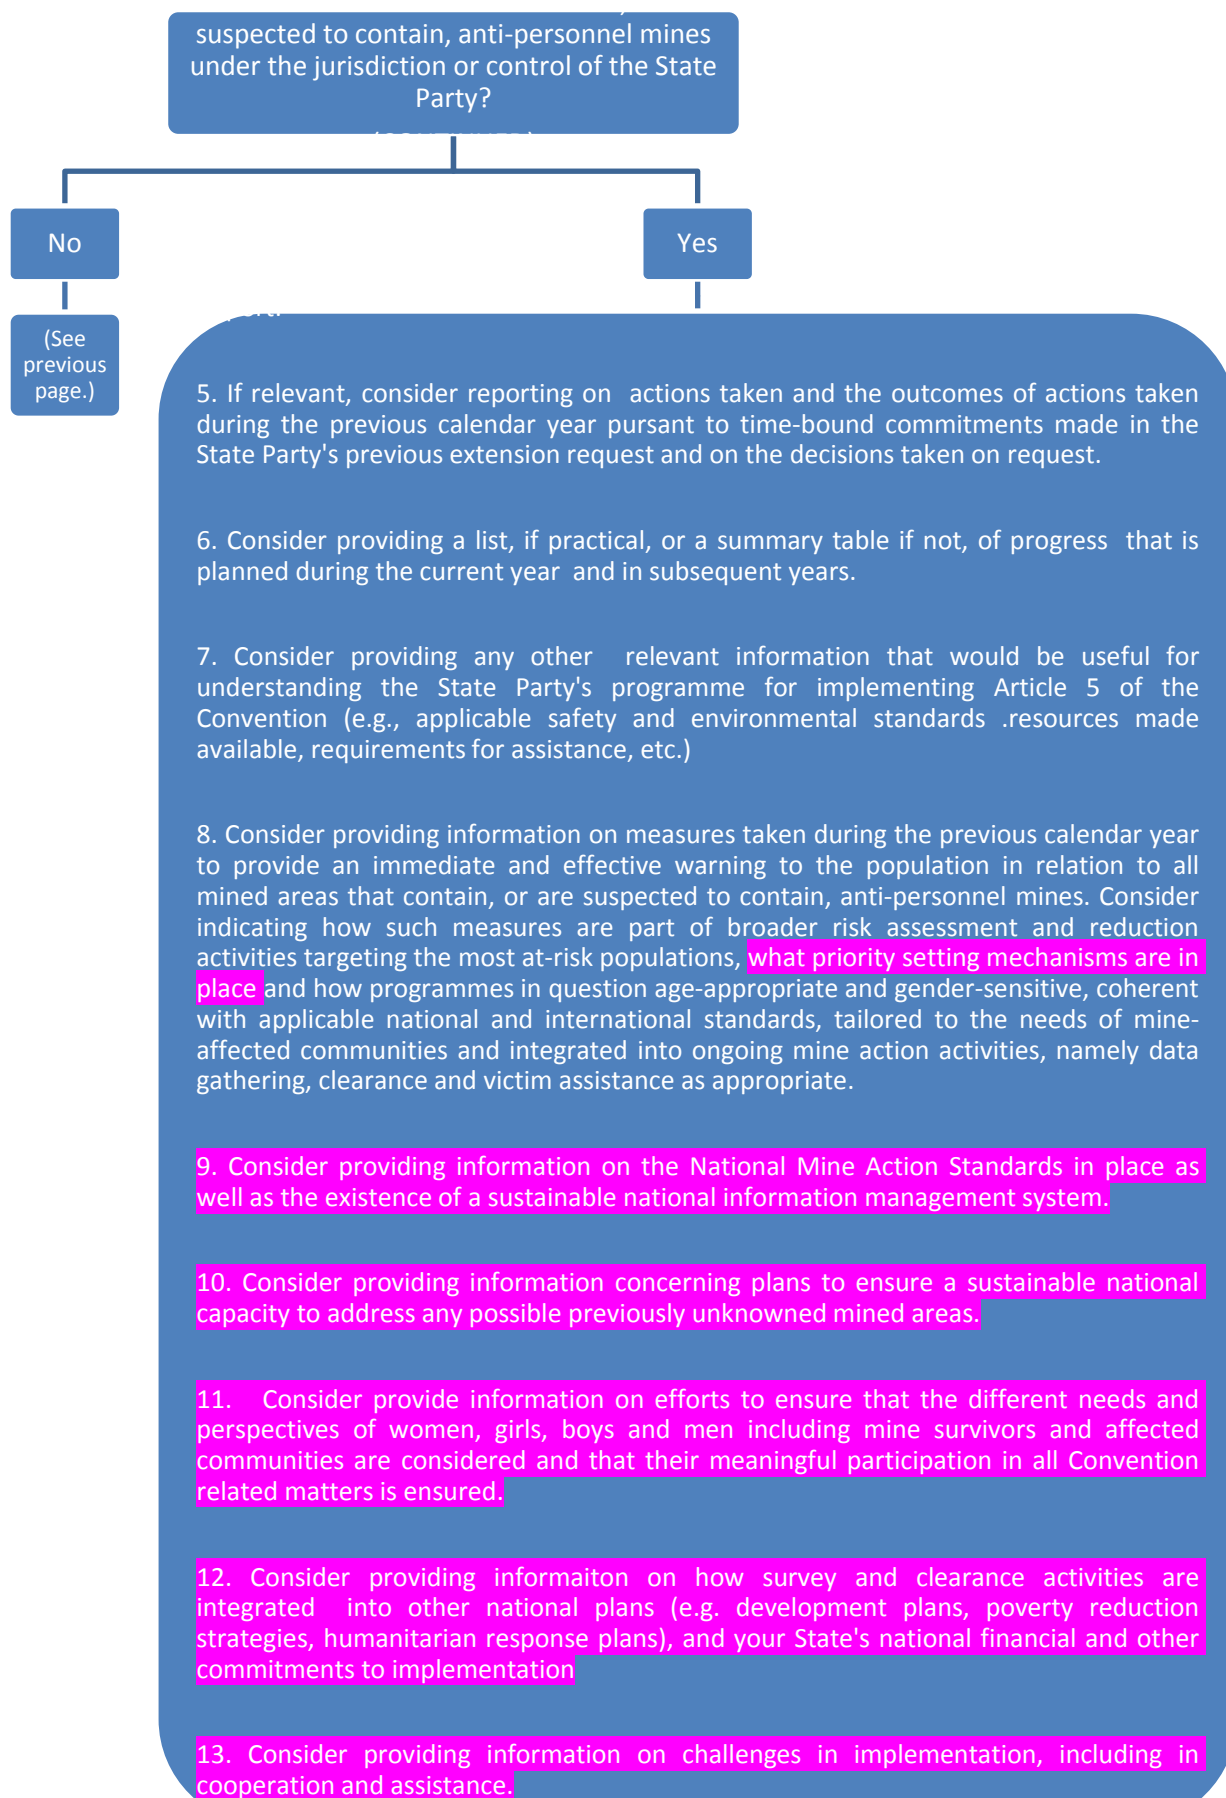 suspected to contain, anti-personnel mines
under the jurisdiction or control of the State
Party?
No
Yes
(See
previous
page.)
5. If relevant, consider reporting on  actions taken and the outcomes of actions taken
during the previous calendar year pursuant to time-bound commitments made in the
State Party's previous extension request and on the decisions taken on request.
6. Consider providing a list, if practical, or a summary table if not, of progress  that is
planned during the current year  and in subsequent years.
7. Consider providing any other  relevant information that would be useful for
understanding the State Party's programme for implementing Article 5 of the
Convention (e.g., applicable safety and environmental standards .resources made
available, requirements for assistance, etc.)
8. Consider providing information on measures taken during the previous calendar year
to provide an immediate and effective warning to the population in relation to all
mined areas that contain, or are suspected to contain, anti-personnel mines. Consider
indicating how such measures are part of broader risk assessment and reduction
activities targeting the most at-risk populations, what priority setting mechanisms are in
place and how programmes in question age-appropriate and gender-sensitive, coherent
with applicable national and international standards, tailored to the needs of mine-
affected communities and integrated into ongoing mine action activities, namely data
gathering, clearance and victim assistance as appropriate.
9. Consider providing information on the National Mine Action Standards in place as
well as the existence of a sustainable national information management system.
10. Consider providing information concerning plans to ensure a sustainable national
capacity to address any possible previously unknowned mined areas.
11.   Consider provide information on efforts to ensure that the different needs and
perspectives of women, girls, boys and men including mine survivors and affected
communities are considered and that their meaningful participation in all Convention
related matters is ensured.
12. Consider providing informaiton on how survey and clearance activities are
integrated  into other national plans (e.g. development plans, poverty reduction
strategies, humanitarian response plans), and your State's national financial and other
commitments to implementation
13. Consider providing information on challenges in implementation, including in
cooperation and assistance.